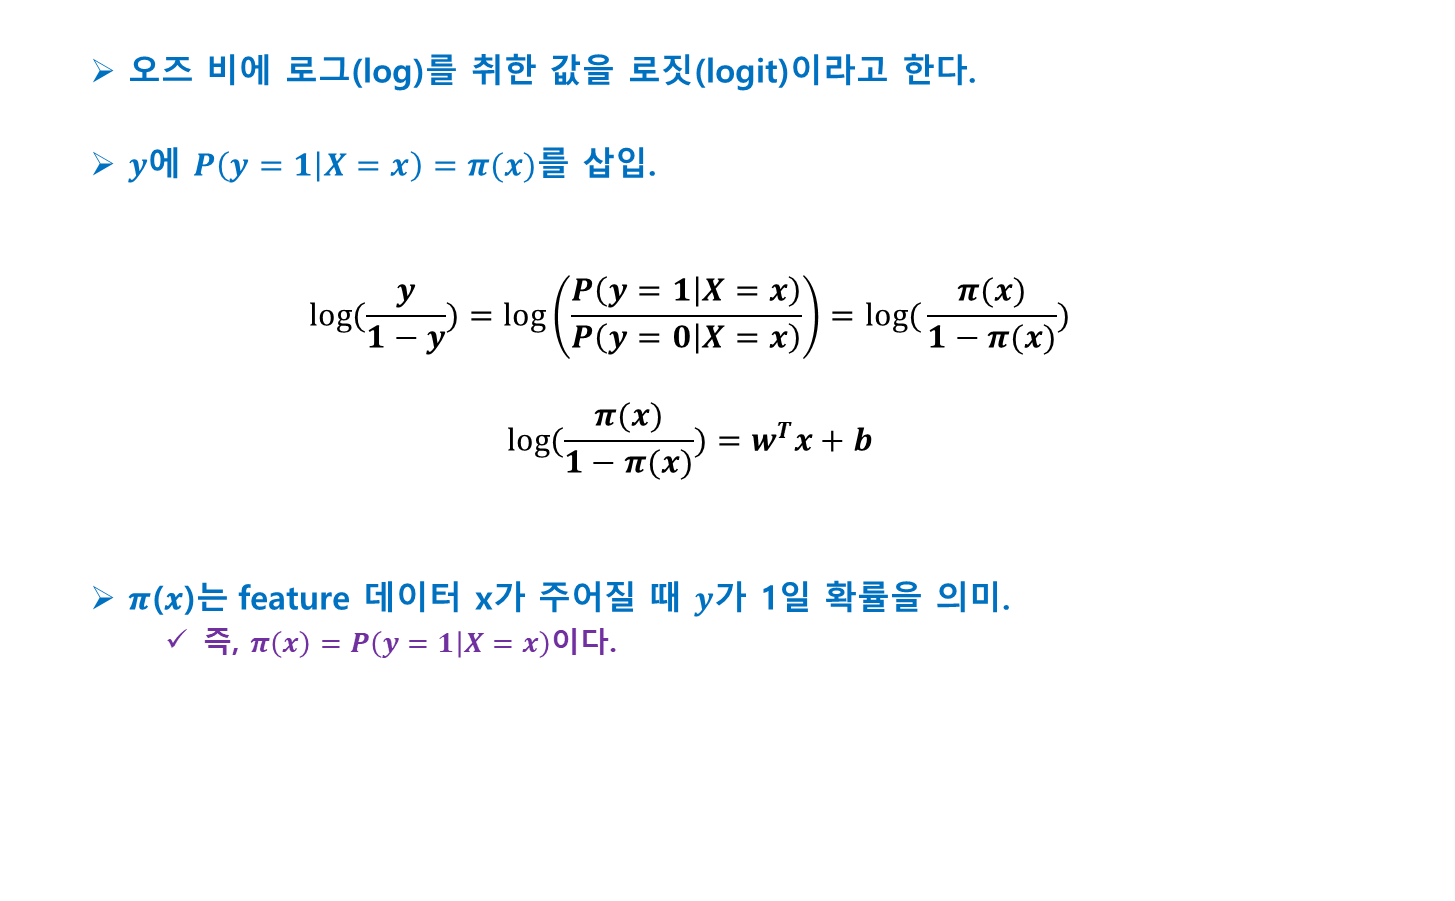 ➢ 오즈 비에 로그(log)를 취한 값을 로짓(logit)이라고 한다.
➢ y에 P(y = 1|X = x) = π(x)를 삽입.
log(y/(1 − y)) = log(P(y = 1|X = x)/P(y = 0|X = x)) = log(π(x)/(1 − π(x)))
log(π(x)/(1 − π(x))) = wᵀx + b
➢ π(x)는 feature 데이터 x가 주어질 때 y가 1일 확률을 의미.
✓ 즉, π(x) = P(y = 1|X = x)이다.